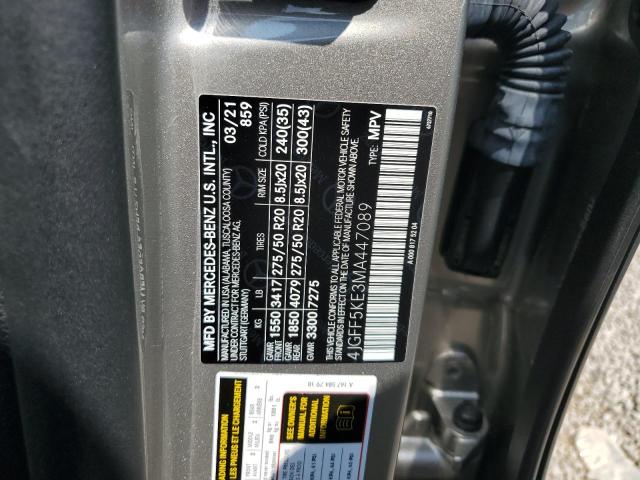 MFD BY MERCEDES-BENZ U.S. INTL., INC
MANUFACTURED IN USA (ALABAMA, TUSCALOOSA COUNTY)
UNDER CONTRACT FOR MERCEDES-BENZ AG,
STUTTGART (GERMANY)
03/21
859
KG LB TIRES RIM SIZE COLD KPA (PSI)
GAWR FRONT 1550 3417 275/50 R20 8.5Jx20 240(35)
GAWR REAR 1850 4079 275/50 R20 8.5Jx20 300(43)
GVWR 3300 7275
THIS VEHICLE CONFORMS TO ALL APPLICABLE FEDERAL MOTOR VEHICLE SAFETY
STANDARDS IN EFFECT ON THE DATE OF MANUFACTURE SHOWN ABOVE.
4JGFF5KE3MA447089 TYPE: MPV
A 000 817 52 04
SEE OWNER'S
MANUAL FOR
ADDITIONAL
INFORMATION